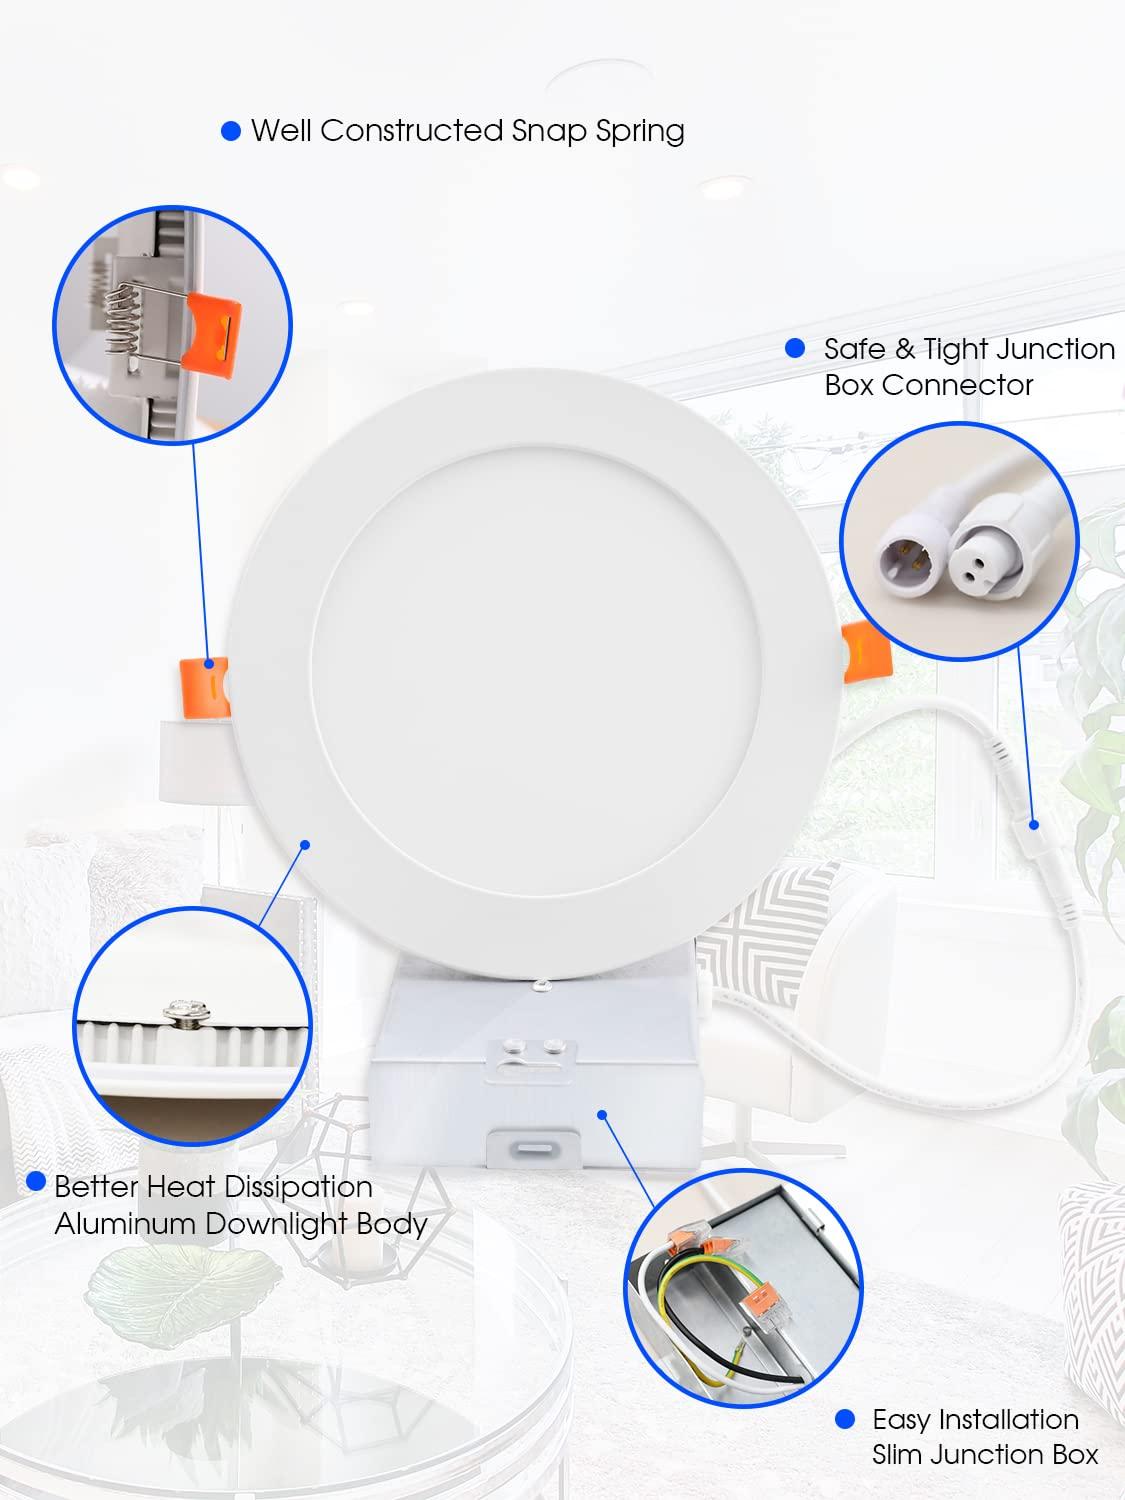 Well Constructed Snap Spring
Safe & Tight Junction
Box Connector
Better Heat Dissipation
Aluminum Downlight Body
Easy Installation
Slim Junction Box